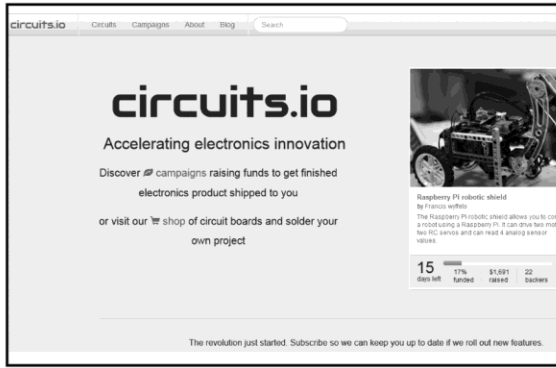 circuits.io Circuits Campaigns About Blog Search
circuits.io
Accelerating electronics innovation
Discover campaigns raising funds to get finished
electronics product shipped to you
or visit our shop of circuit boards and solder your
own project
Raspberry PI robotic shield
by Francis wyffels
The Raspberry PI robotic shield allows you to
a robot using a Raspberry PI. It can drive two
two RC servos and can read 4 analog sensor
values.
15 17% $1,691 22
days left funded raised backers
The revolution just started. Subscribe so we can keep you up to date if we roll out new features.